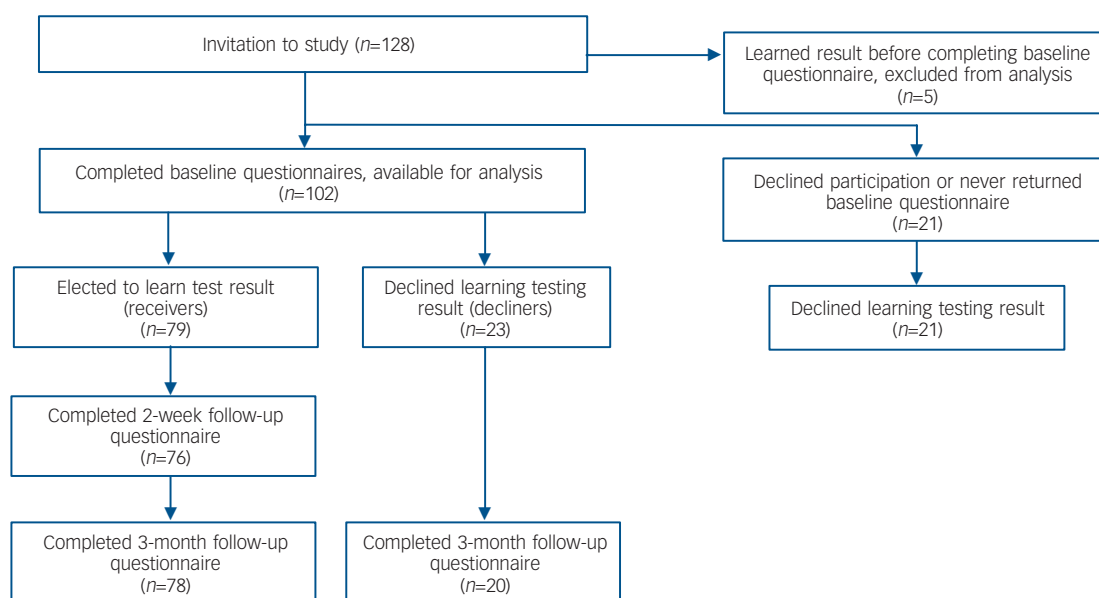 Invitation to study (n=128)
Learned result before completing baseline
questionnaire, excluded from analysis
(n=5)
Completed baseline questionnaires, available for analysis
(n=102)
Declined participation or never returned
baseline questionnaire
(n=21)
Elected to learn test result
(receivers)
(n=79)
Declined learning testing
result (decliners)
(n=23)
Declined learning testing result
(n=21)
Completed 2-week follow-up
questionnaire
(n=76)
Completed 3-month follow-up
questionnaire
(n=78)
Completed 3-month follow-up
questionnaire
(n=20)